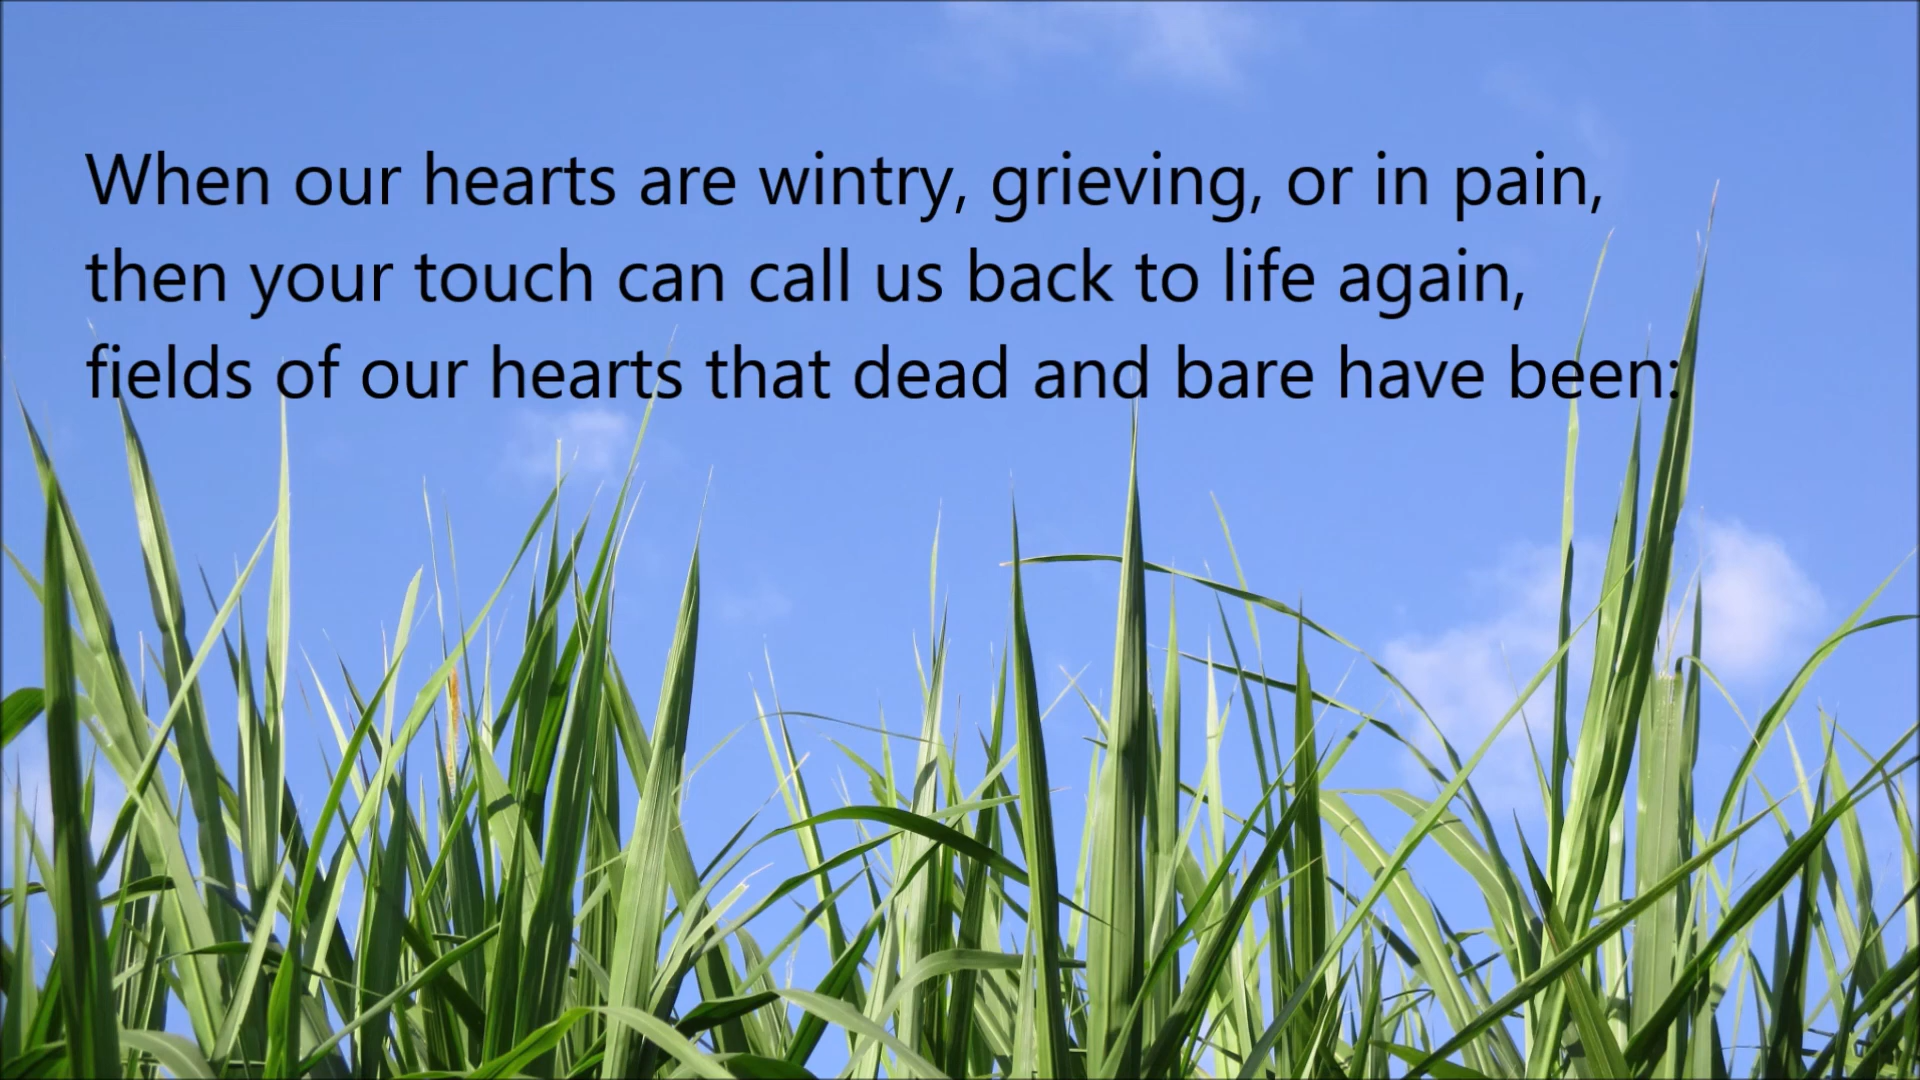 When our hearts are wintry, grieving, or in pain,
then your touch can call us back to life again,
fields of our hearts that dead and bare have been: